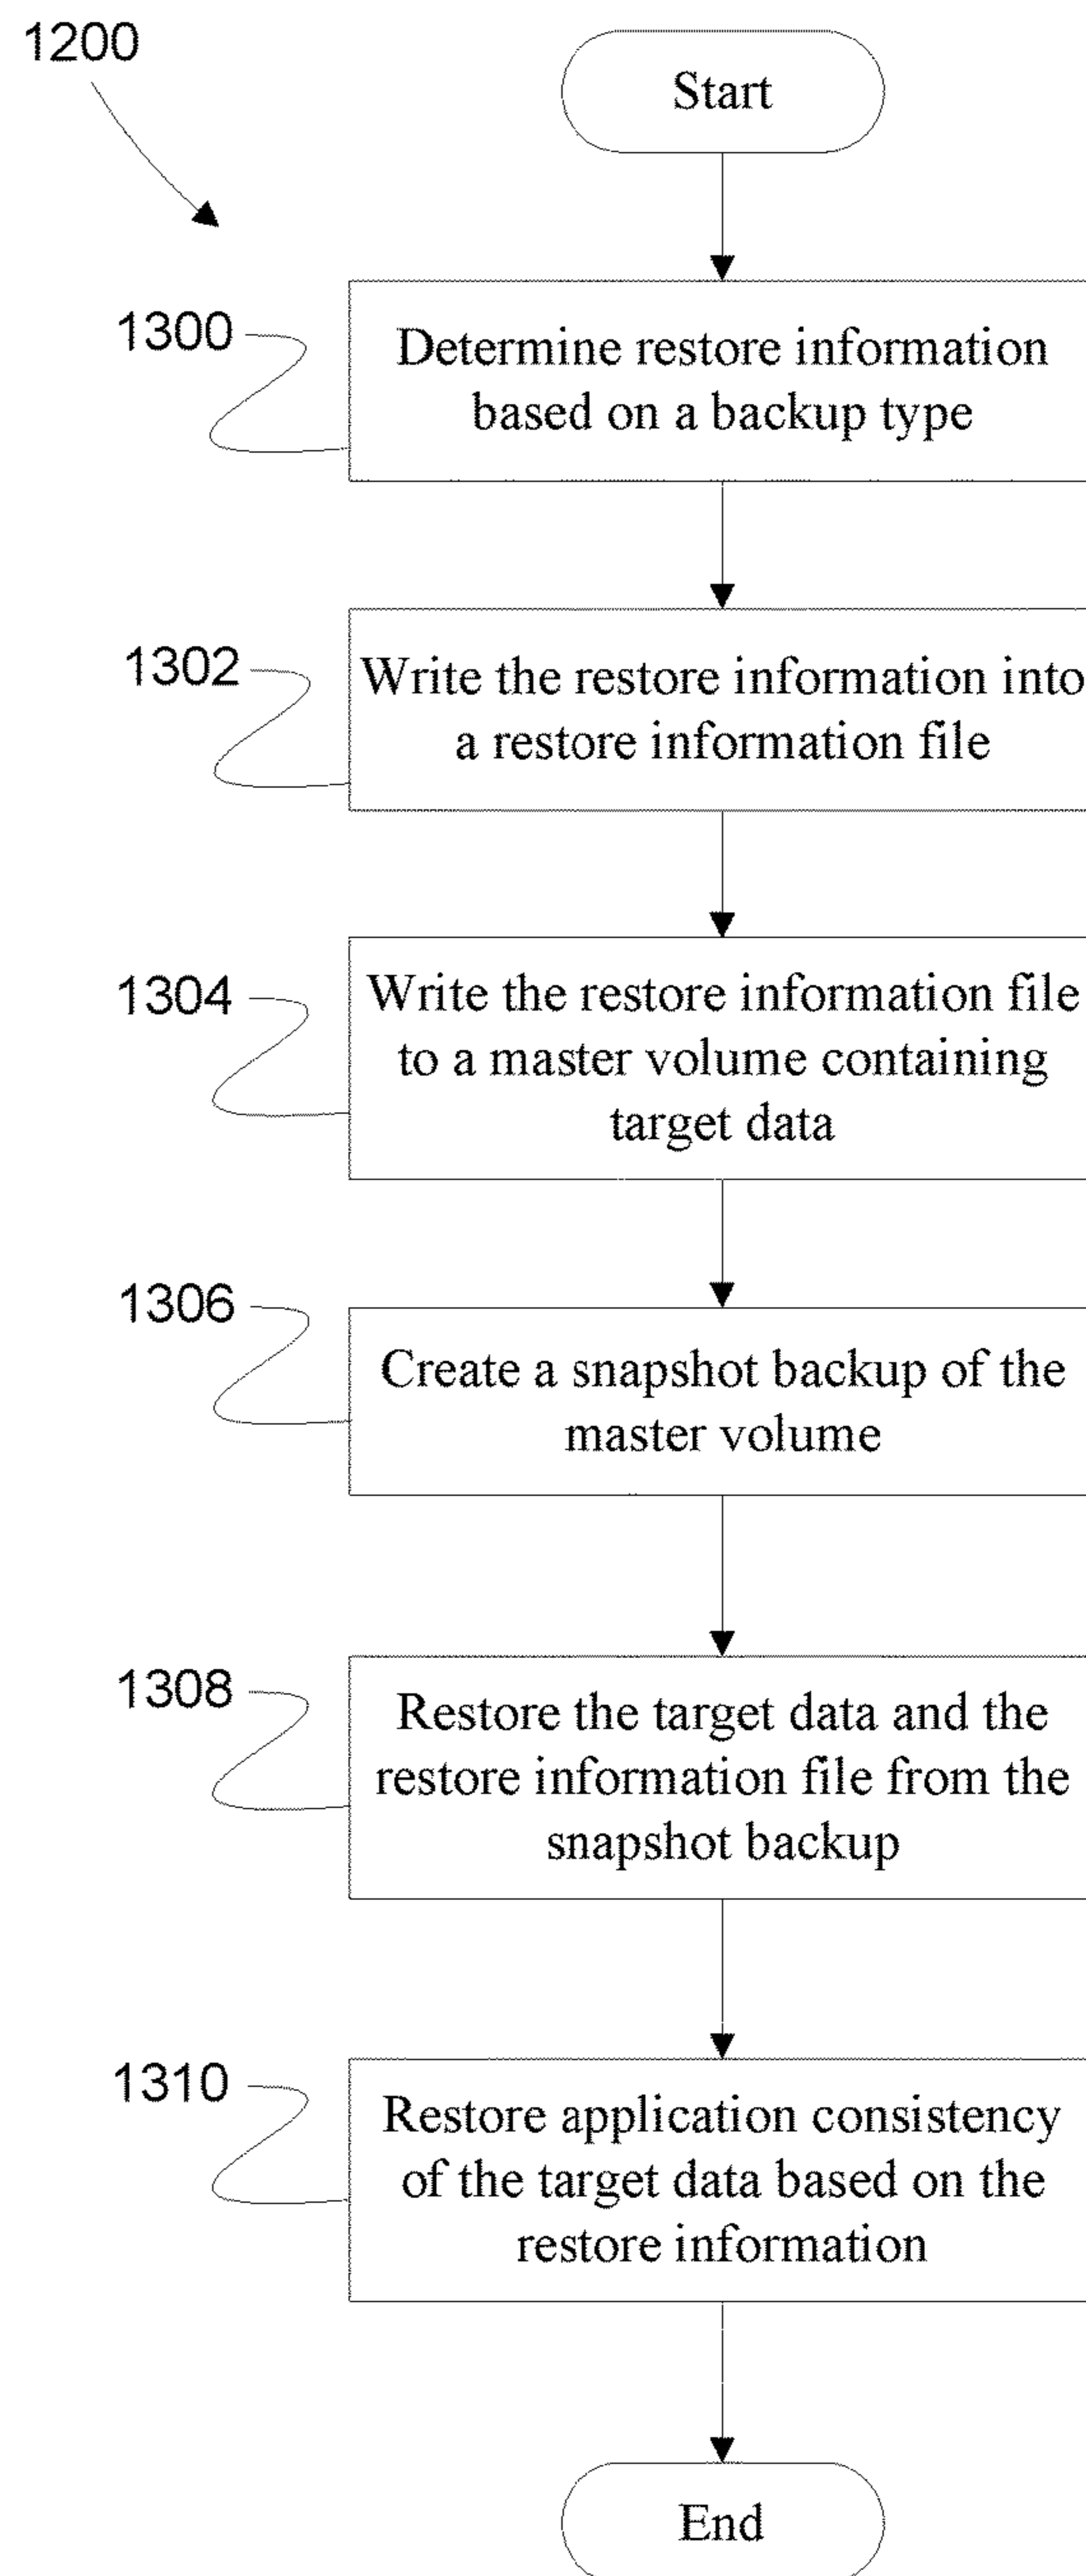 1200
Start
1300
Determine restore information
based on a backup type
1302
Write the restore information into
a restore information file
1304
Write the restore information file
to a master volume containing
target data
1306
Create a snapshot backup of the
master volume
1308
Restore the target data and the
restore information file from the
snapshot backup
1310
Restore application consistency
of the target data based on the
restore information
End